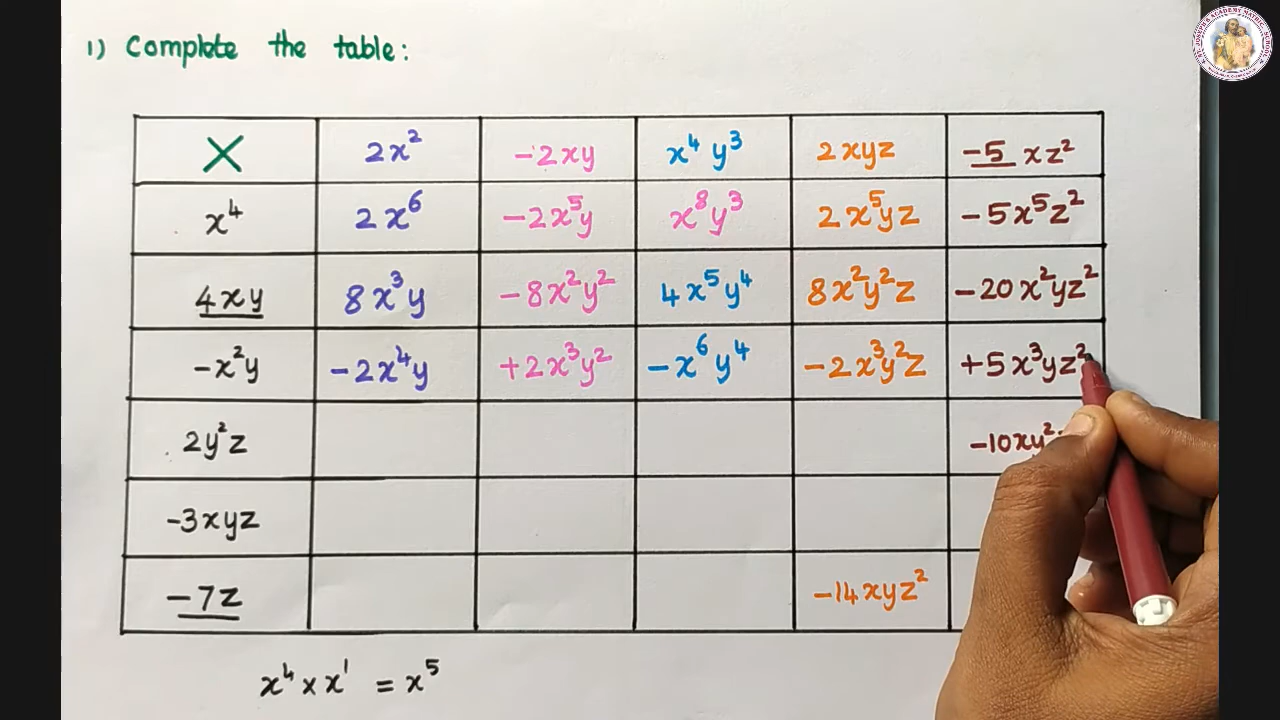 1) Complete the table:
× 2x² -2xy x⁴y³ 2xyz -5xz²
x⁴ 2x⁶ -2x⁵y x⁸y³ 2x⁵yz -5x⁵z²
4xy 8x³y -8x²y² 4x⁵y⁴ 8x²y²z -20x²yz²
-x²y -2x⁴y +2x³y² -x⁶y⁴ -2x³y²z +5x³yz²
2y²z -10xy²
-3xyz
-7z -14xyz²
x⁴ × x¹ = x⁵